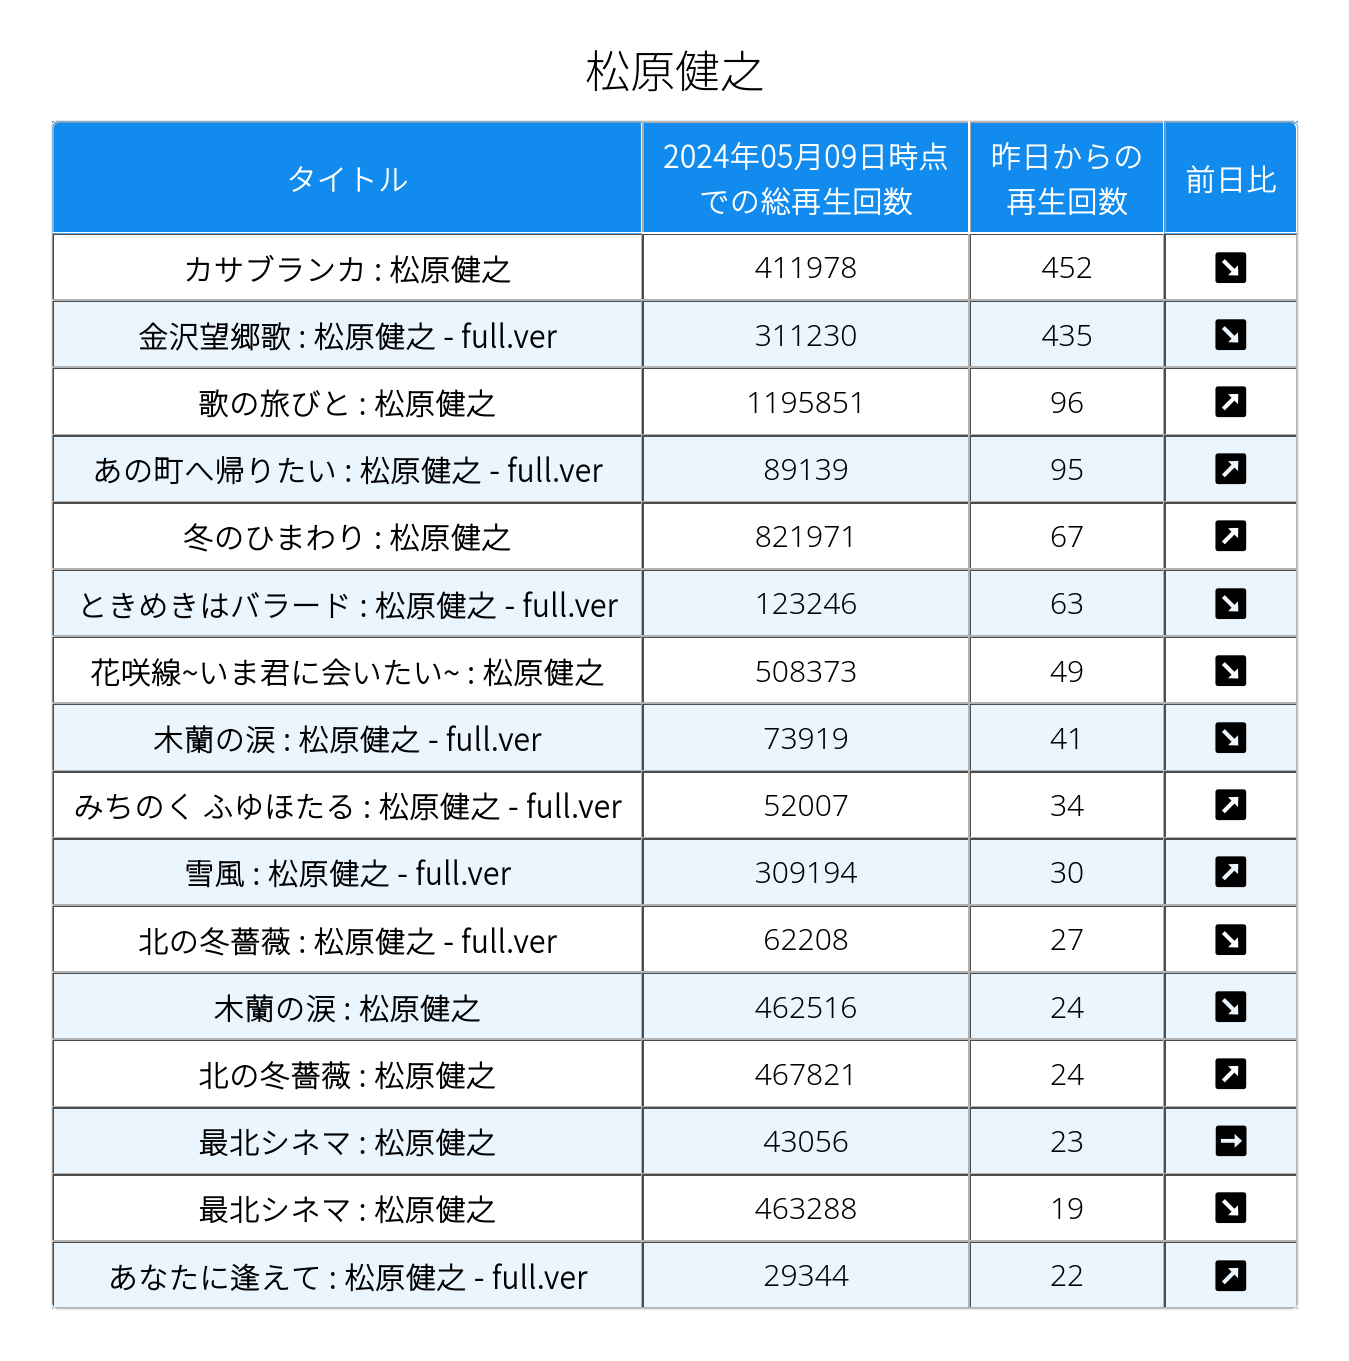 松原健之
タイトル 2024年05月09日時点での総再生回数 昨日からの再生回数 前日比
カサブランカ : 松原健之 411978 452 ↘
金沢望郷歌 : 松原健之 - full.ver 311230 435 ↘
歌の旅びと : 松原健之 1195851 96 ↗
あの町へ帰りたい : 松原健之 - full.ver 89139 95 ↗
冬のひまわり : 松原健之 821971 67 ↗
ときめきはバラード : 松原健之 - full.ver 123246 63 ↘
花咲線~いま君に会いたい~ : 松原健之 508373 49 ↘
木蘭の涙 : 松原健之 - full.ver 73919 41 ↘
みちのく ふゆほたる : 松原健之 - full.ver 52007 34 ↗
雪風 : 松原健之 - full.ver 309194 30 ↗
北の冬薔薇 : 松原健之 - full.ver 62208 27 ↘
木蘭の涙 : 松原健之 462516 24 ↘
北の冬薔薇 : 松原健之 467821 24 ↗
最北シネマ : 松原健之 43056 23 →
最北シネマ : 松原健之 463288 19 ↘
あなたに逢えて : 松原健之 - full.ver 29344 22 ↗